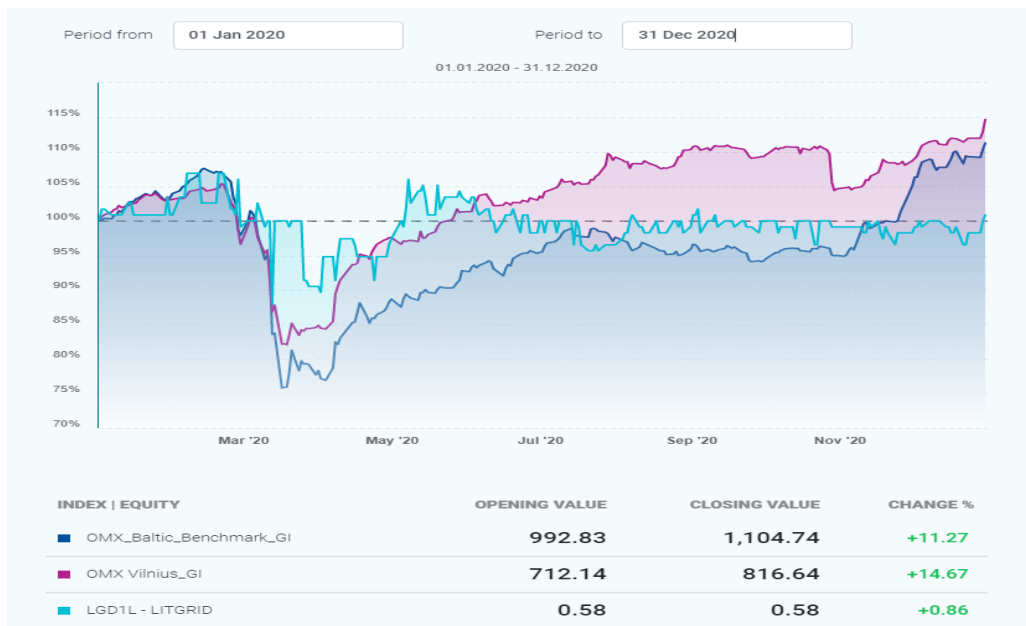 Period from 01 Jan 2020 Period to 31 Dec 2020
01.01.2020 - 31.12.2020
115%
110%
105%
100%
95%
90%
85%
80%
75%
70%
Mar '20 May '20 Jul '20 Sep '20 Nov '20
INDEX | EQUITY OPENING VALUE CLOSING VALUE CHANGE %
OMX_Baltic_Benchmark_GI 992.83 1,104.74 +11.27
OMX Vilnius_GI 712.14 816.64 +14.67
LGD1L - LITGRID 0.58 0.58 +0.86